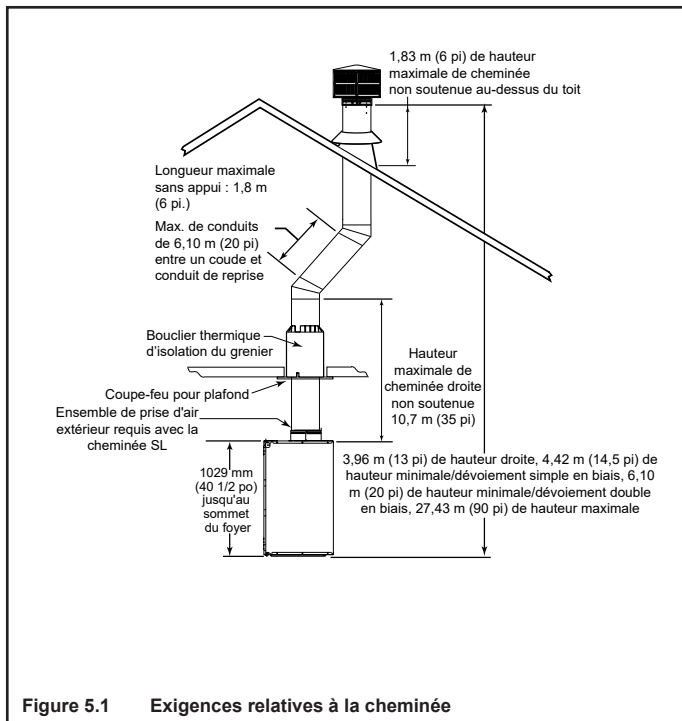 1,83 m (6 pi) de hauteur
maximale de cheminée
non soutenue au-dessus du toit
Longueur maximale
sans appui : 1,8 m
(6 pi.)
Max. de conduits
de 6,10 m (20 pi)
entre un coude et
conduit de reprise
Bouclier thermique
d'isolation du grenier
Coupe-feu pour plafond
Ensemble de prise d'air
extérieur requis avec la
cheminée SL
Hauteur
maximale de
cheminée droite
non soutenue
10,7 m (35 pi)
1029 mm
(40 1/2 po)
jusqu'au
sommet
du foyer
3,96 m (13 pi) de hauteur droite, 4,42 m (14,5 pi) de
hauteur minimale/dévoiement simple en biais, 6,10
m (20 pi) de hauteur minimale/dévoiement double
en biais, 27,43 m (90 pi) de hauteur maximale
Figure 5.1 Exigences relatives à la cheminée